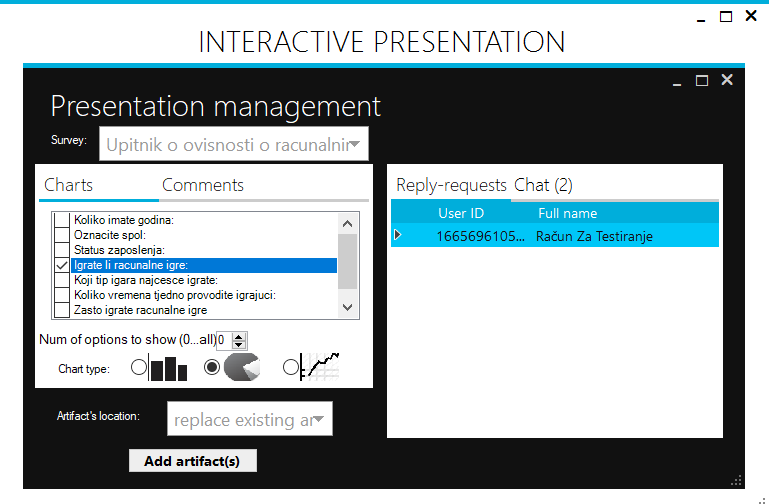 INTERACTIVE PRESENTATION
Presentation management
Survey:
Upitnik o ovisnosti o racunalnir
Charts
Comments
Koliko imate godina:
Oznacite spol:
Status zaposlenja:
Igrate li racunalne igre:
Koji tip igara najcesce igrate:
Koliko vremena tjedno provodite igrajuci:
Zasto igrate racunalne igre
Num of options to show (0...all)
0
Chart type:
Artifact's location:
replace existing ar
Add artifact(s)
Reply-requests
Chat (2)
User ID
Full name
1665696105...
Račun Za Testiranje